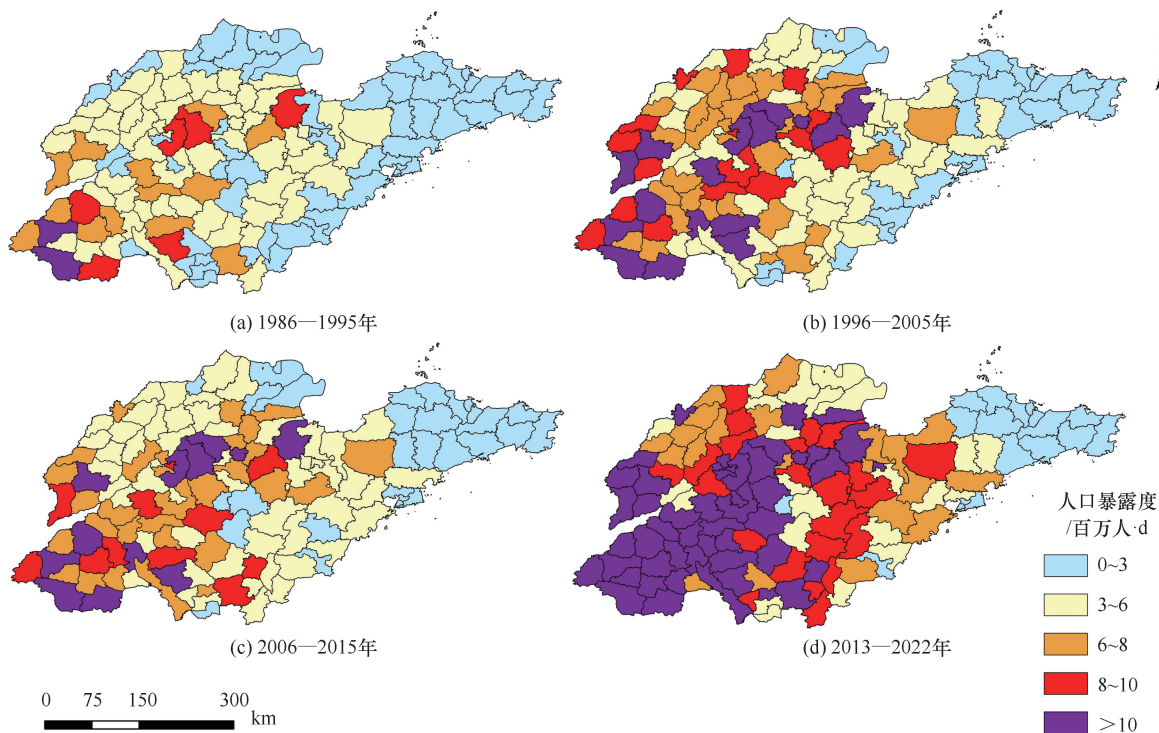 (a) 1986—1995年
(b) 1996—2005年
(c) 2006—2015年
(d) 2013—2022年
人口暴露度
/百万人·d
0~3
3~6
6~8
8~10
＞10
0 75 150 300
km